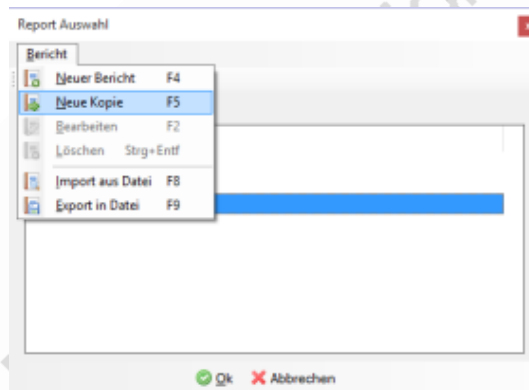 Report Auswahl
Bericht
Neuer Bericht F4
Neue Kopie F5
Bearbeiten F2
Löschen Strg+Entf
Import aus Datei F8
Export in Datei F9
Ok Abbrechen